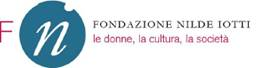 F n
FONDAZIONE NILDE IOTTI
le donne, la cultura, la società